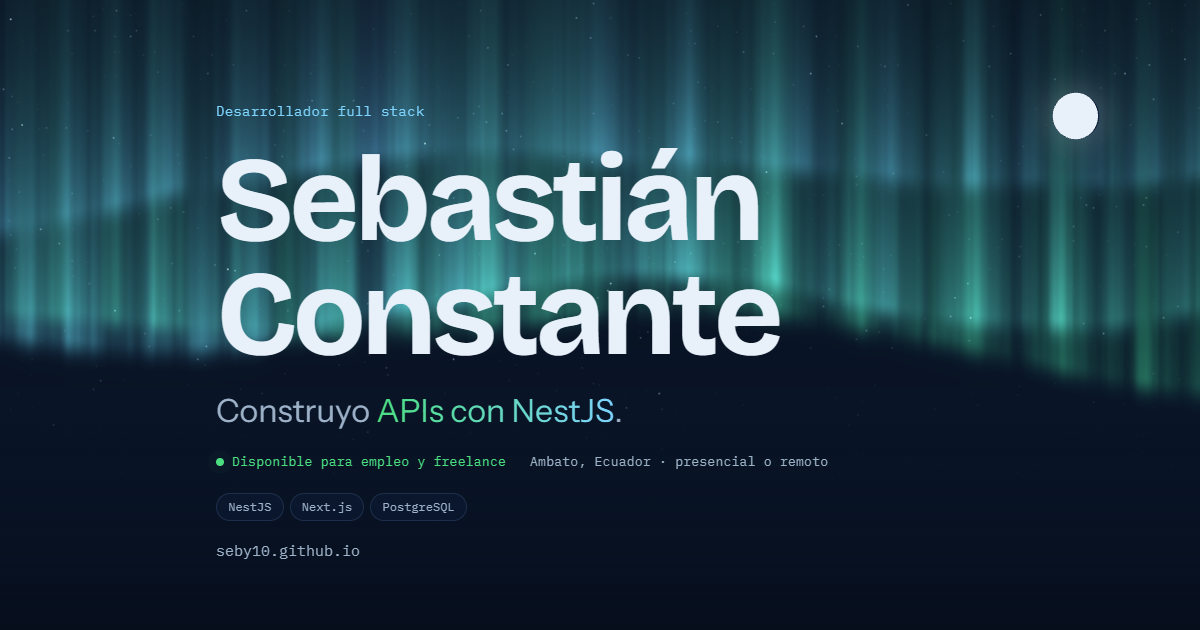 Desarrollador full stack
Sebastián
Constante
Construyo APIs con NestJS.
Disponible para empleo y freelance Ambato, Ecuador · presencial o remoto
NestJS Next.js PostgreSQL
seby10.github.io